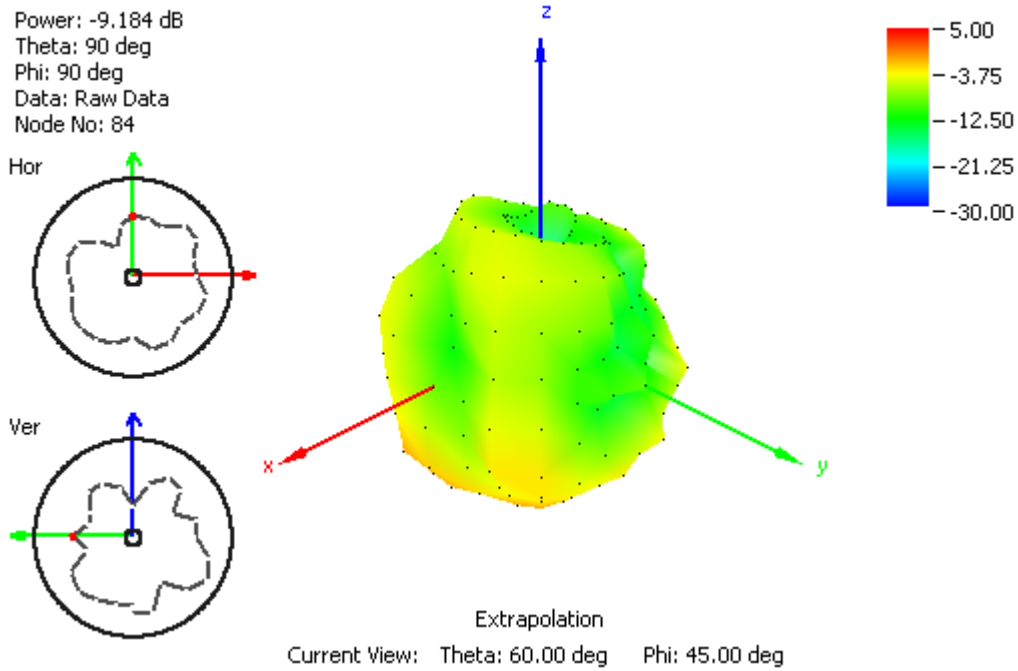 Power: -9.184 dB
Theta: 90 deg
Phi: 90 deg
Data: Raw Data
Node No: 84
Hor
Ver
z
x
y
5.00
-3.75
-12.50
-21.25
-30.00
Extrapolation
Current View: Theta: 60.00 deg Phi: 45.00 deg